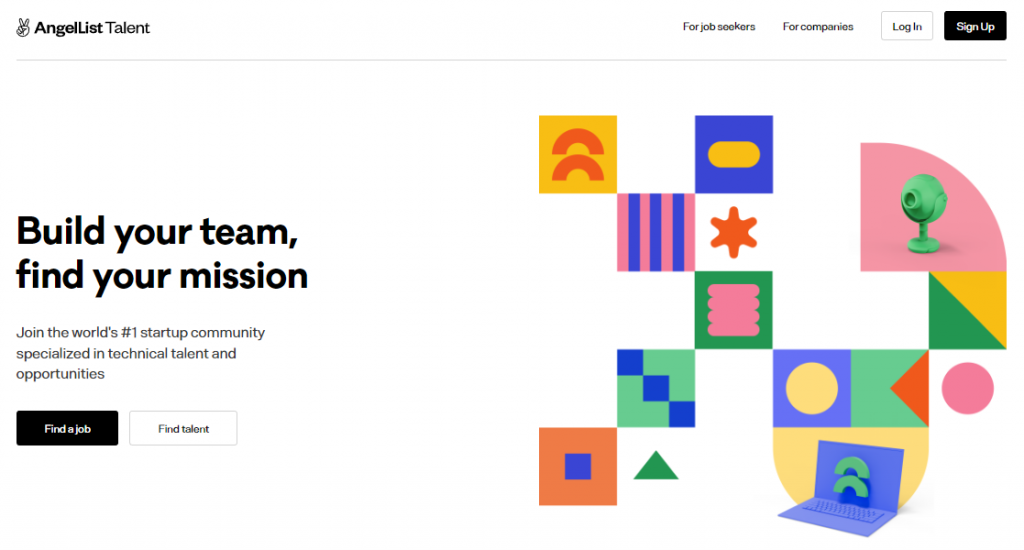 AngelList Talent
For job seekers
For companies
Log In
Sign Up
Build your team,
find your mission
Join the world's #1 startup community
specialized in technical talent and
opportunities
Find a job
Find talent